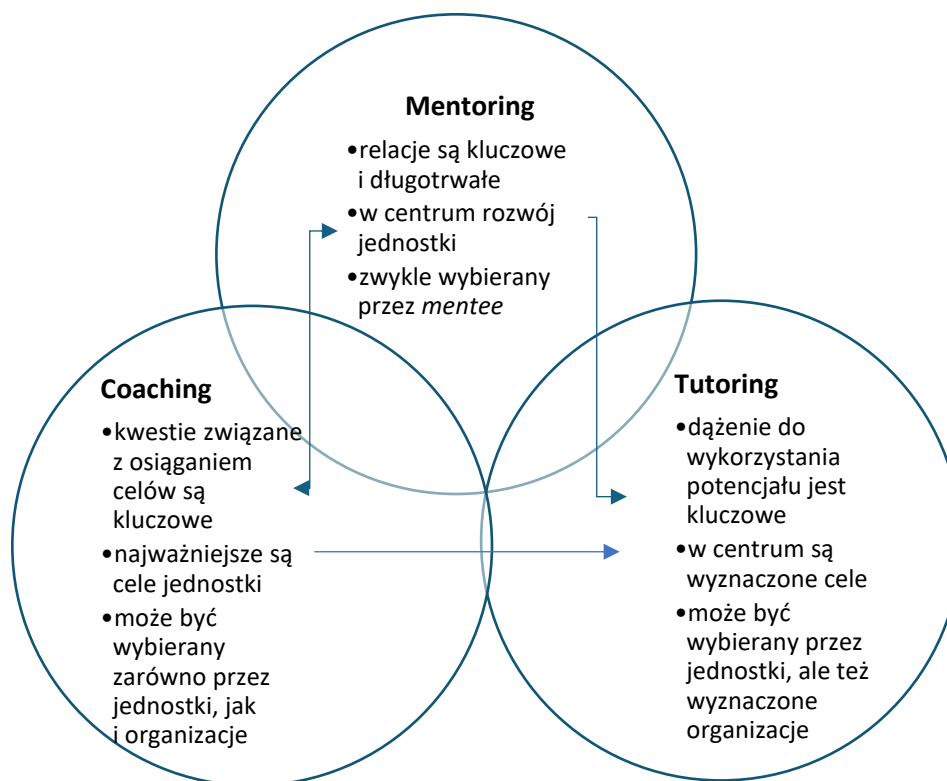 Mentoring
•relacje są kluczowe
i długotrwałe
•w centrum rozwój
jednostki
•zwykle wybierany
przez mentee
Coaching
•kwestie związane
z osiąganiem
celów są
kluczowe
•najważniejsze są
cele jednostki
•może być
wybierany
zarówno przez
jednostki, jak
i organizacje
Tutoring
•dążenie do
wykorzystania
potencjału jest
kluczowe
•w centrum są
wyznaczone cele
•może być
wybierany przez
jednostki, ale też
wyznaczone
organizacje